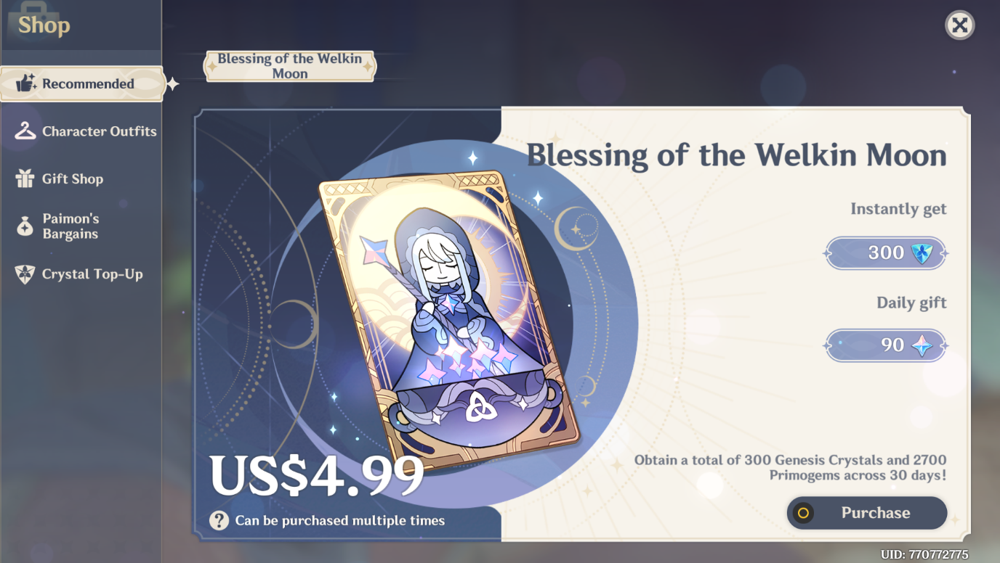 Shop
Recommended
Character Outfits
Gift Shop
Paimon's
Bargains
Crystal Top-Up
Blessing of the Welkin
Moon
Blessing of the Welkin Moon
Instantly get
300
Daily gift
90
US$4.99
? Can be purchased multiple times
Obtain a total of 300 Genesis Crystals and 2700
Primogems across 30 days!
Purchase
UID: 770772775